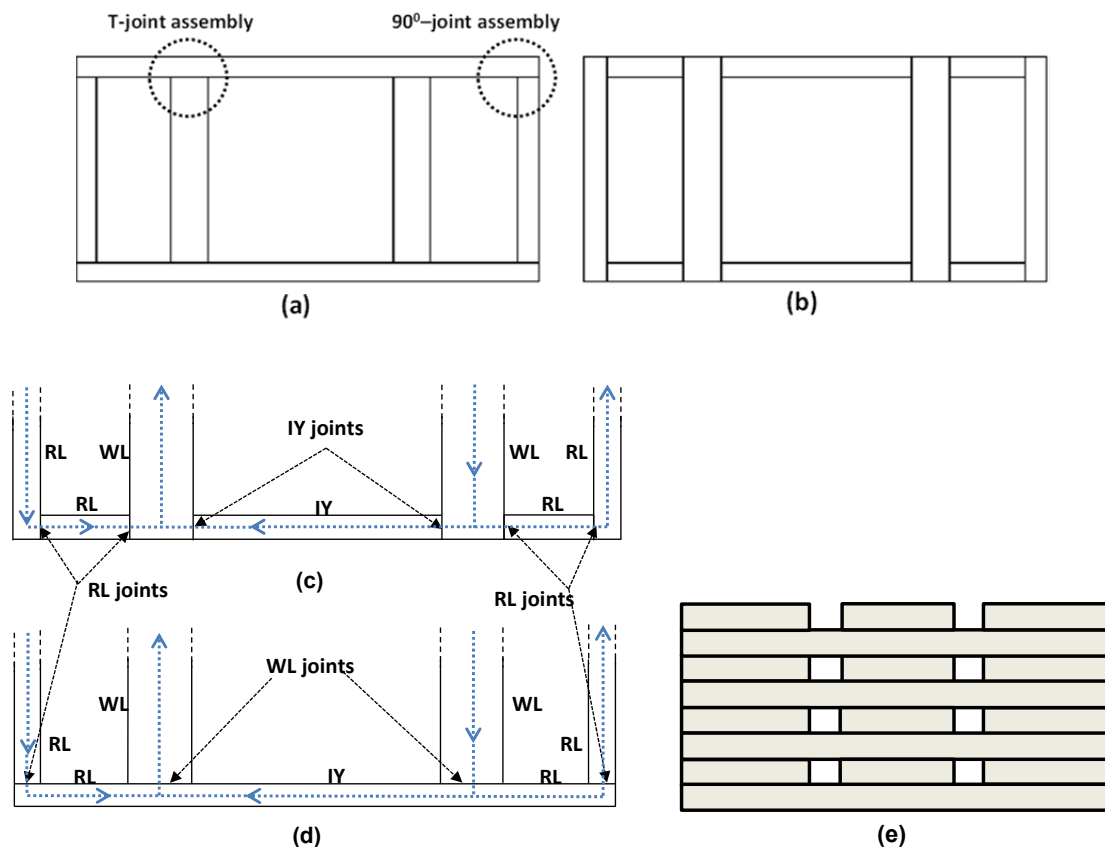 T-joint assembly
90⁰–joint assembly
(a)
(b)
IY joints
RL
WL
WL
RL
RL
IY
RL
(c)
RL joints
RL joints
WL joints
WL
WL
RL
RL
RL
IY
RL
(d)
(e)